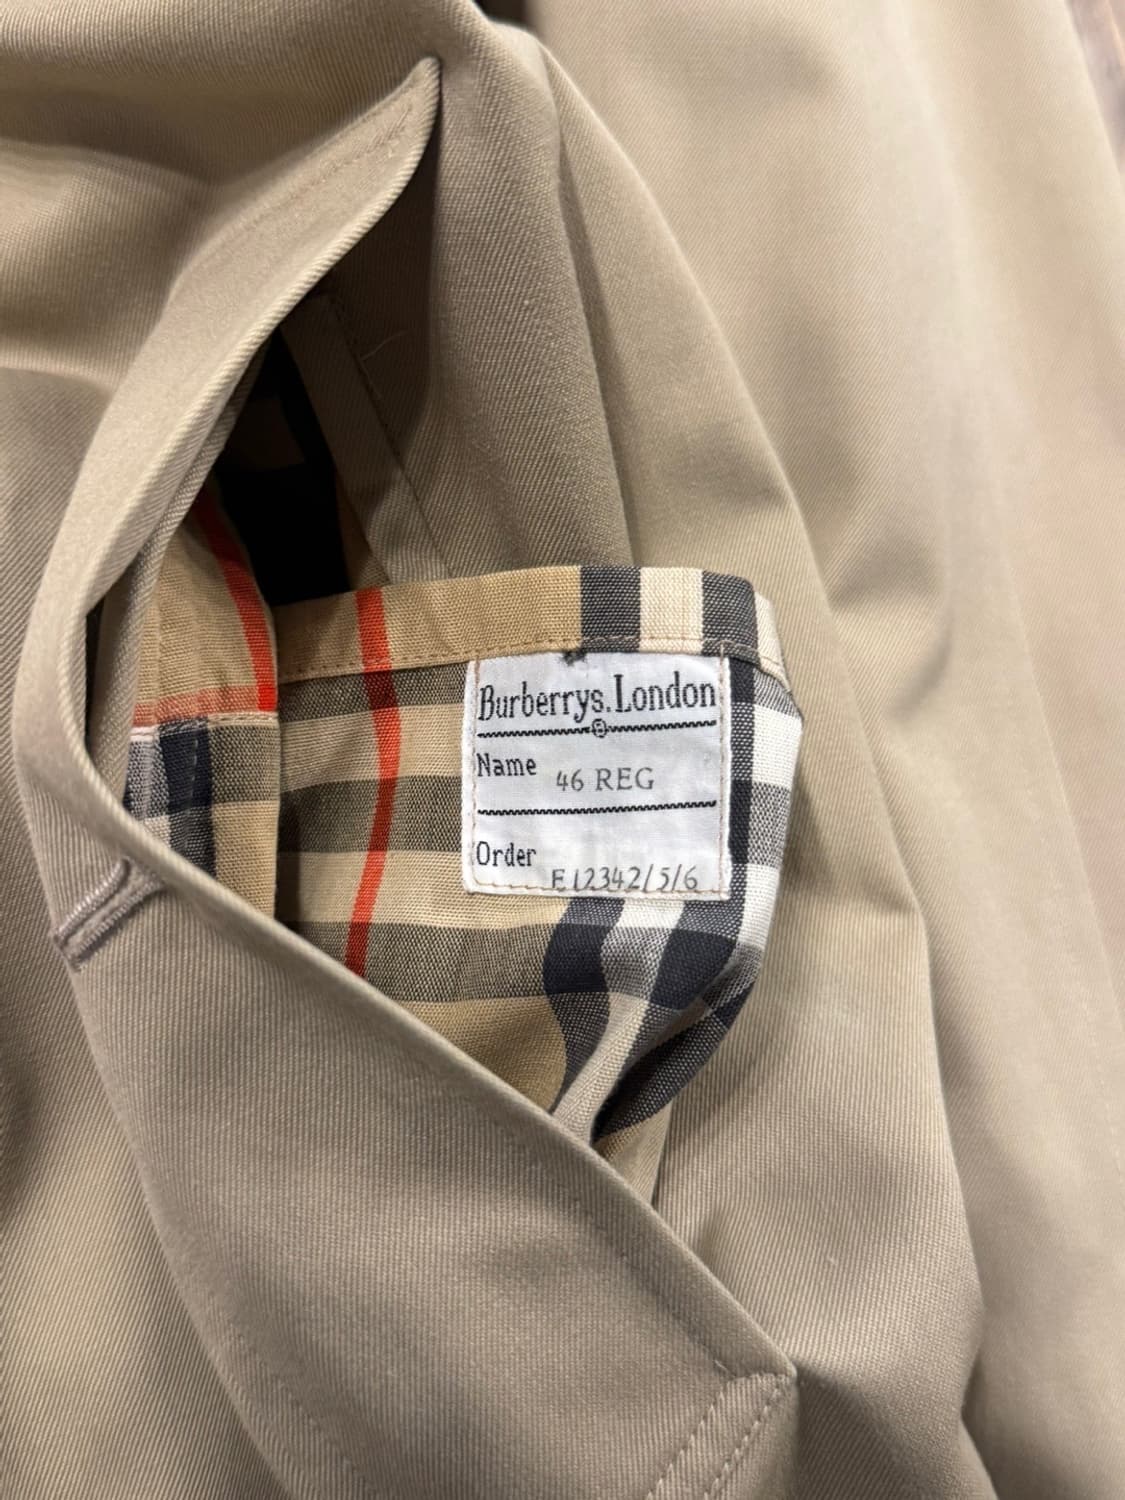 Burberrys. London
B
Name 46 REG
Order E12342/5/6